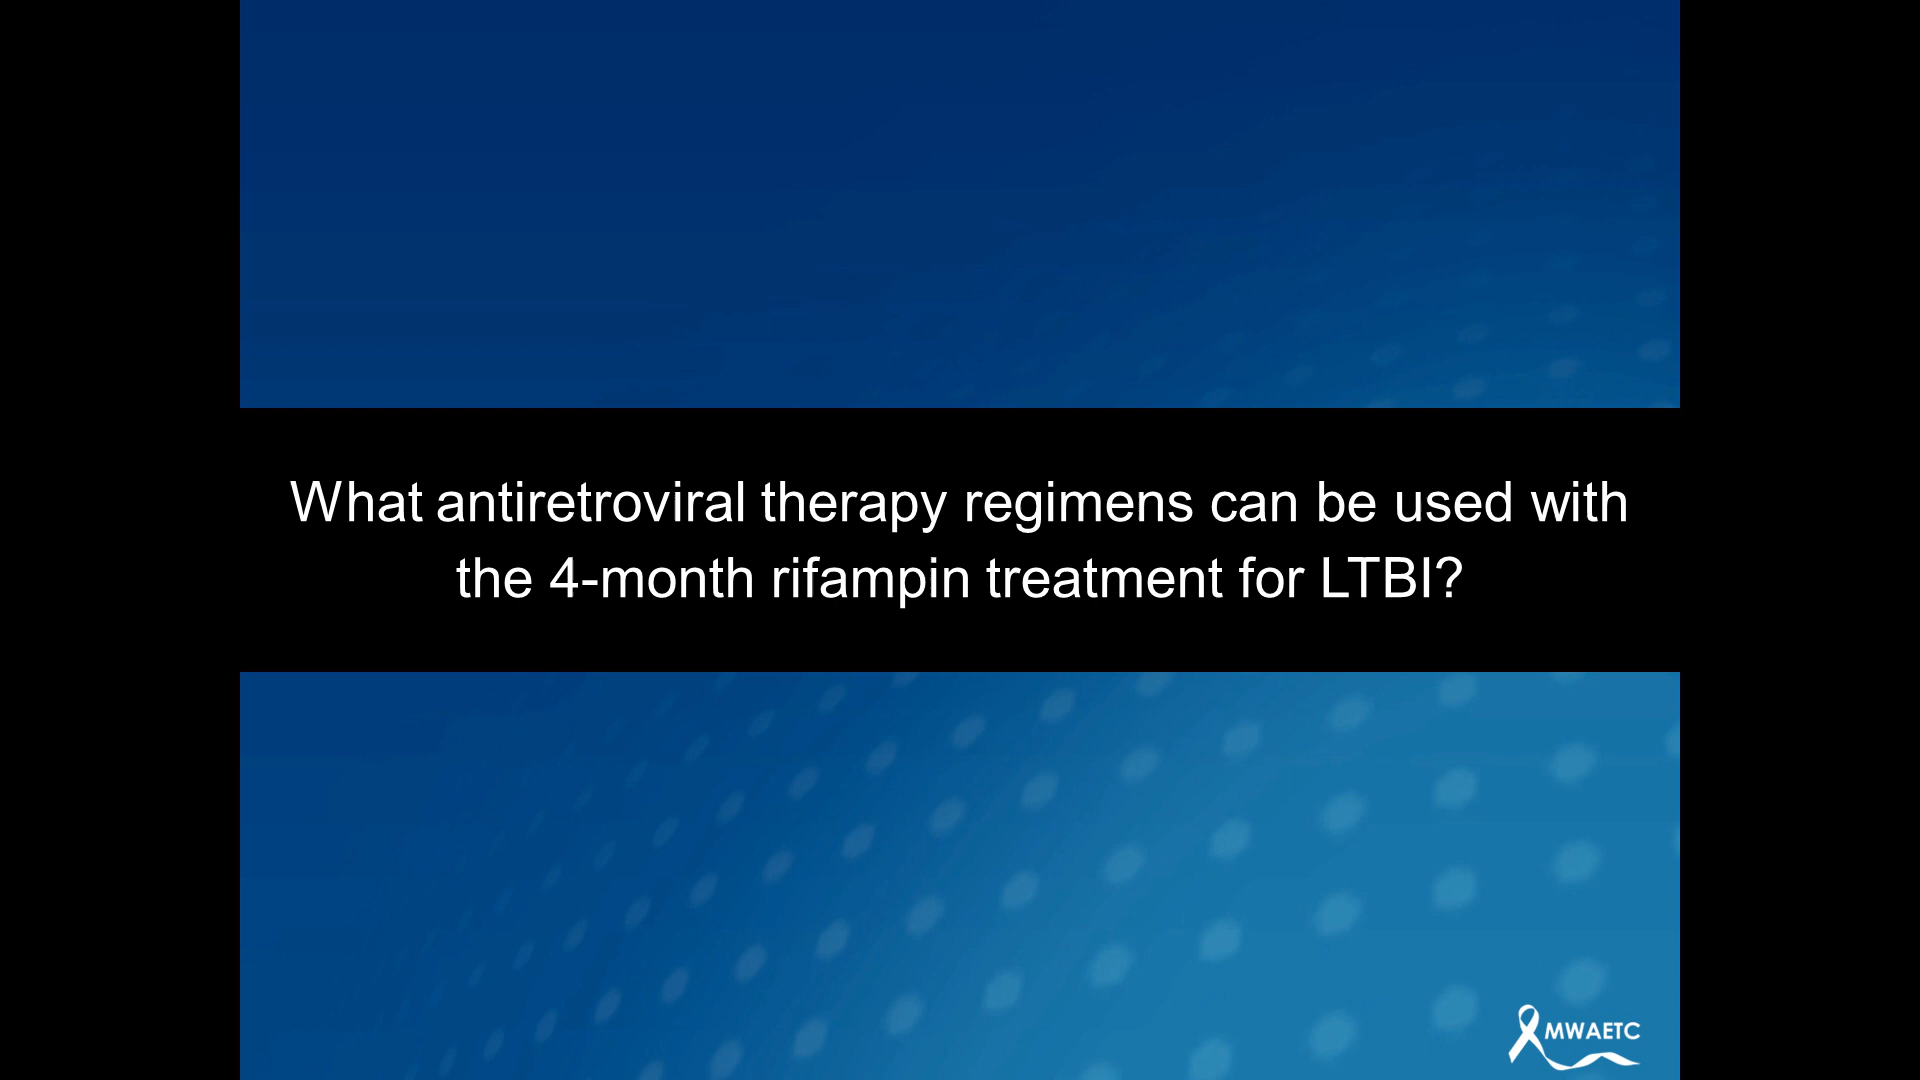 What antiretroviral therapy regimens can be used with
the 4-month rifampin treatment for LTBI?
MWAETC